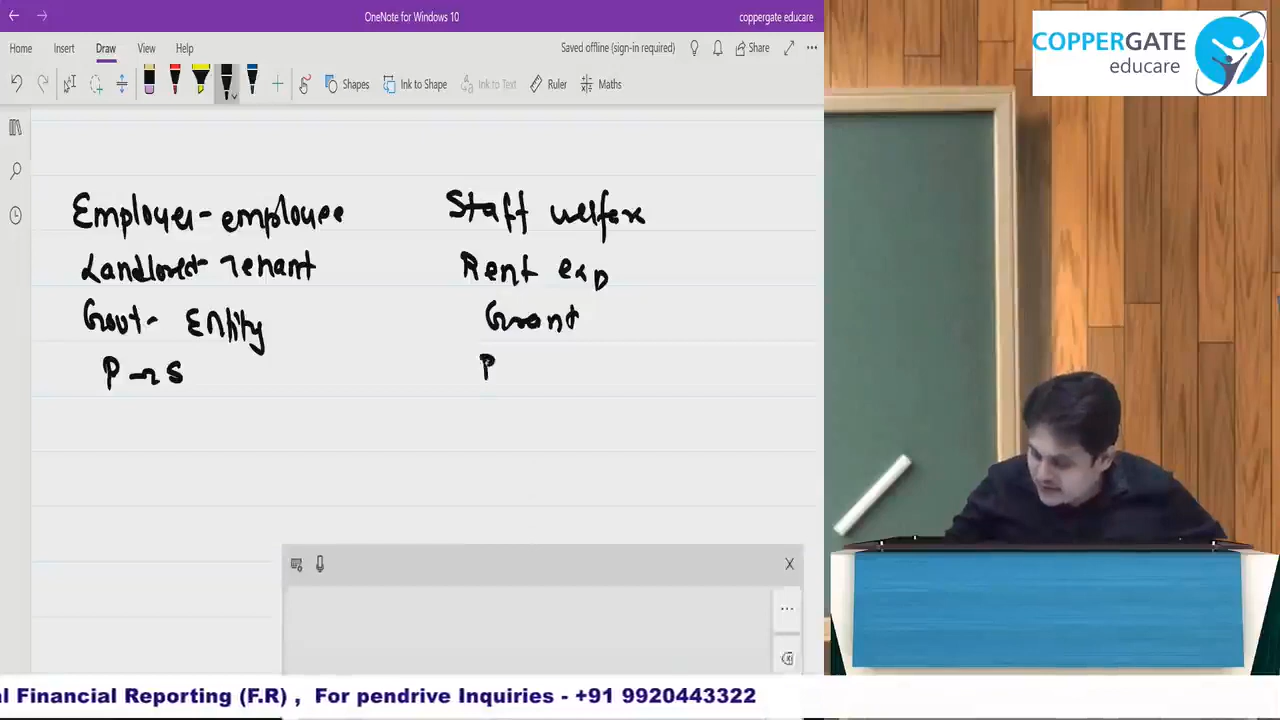 OneNote for Windows 10
coppergate educare
Home Insert Draw View Help
Saved offline (sign-in required) Share
Shapes Ink to Shape Ink to Text Ruler Maths
COPPERGATE
educare
Employer-employee Staff welfare
Landlord-Tenant Rent exp
Govt- Entity Grant
P → S P
l Financial Reporting (F.R) , For pendrive Inquiries - +91 9920443322